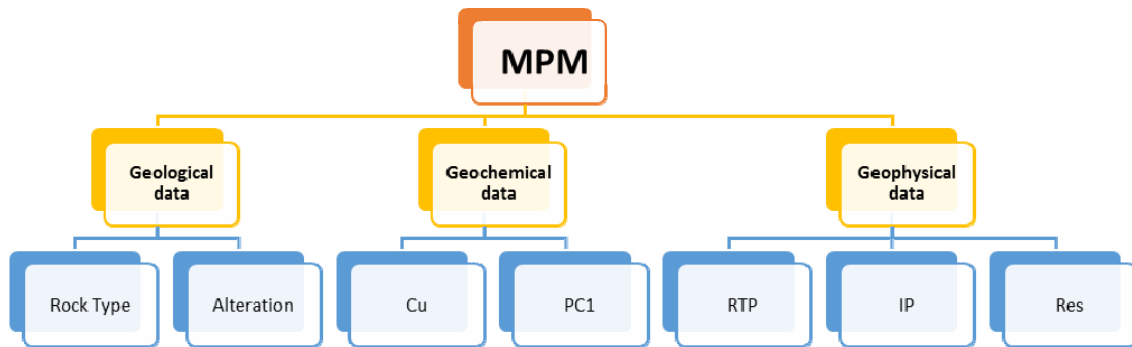 MPM
Geological
data
Geochemical
data
Geophysical
data
Rock Type
Alteration
Cu
PC1
RTP
IP
Res